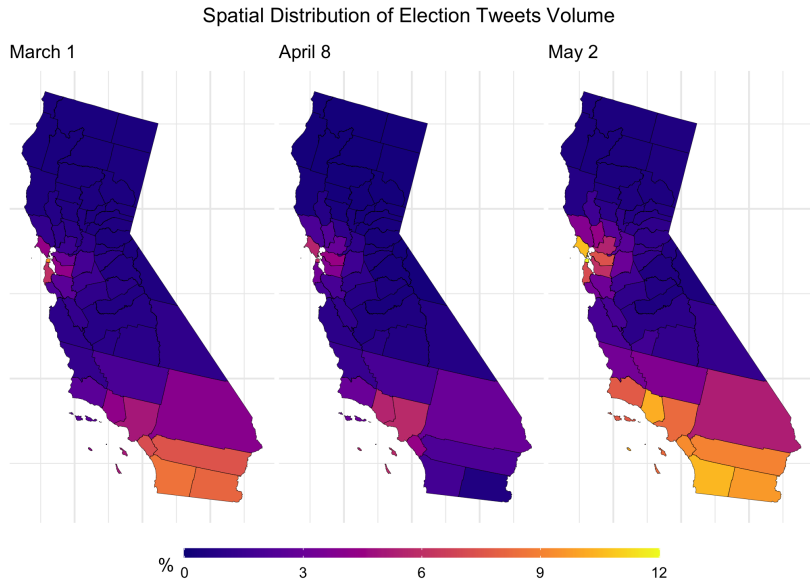 Spatial Distribution of Election Tweets Volume
March 1 April 8 May 2
% 0 3 6 9 12